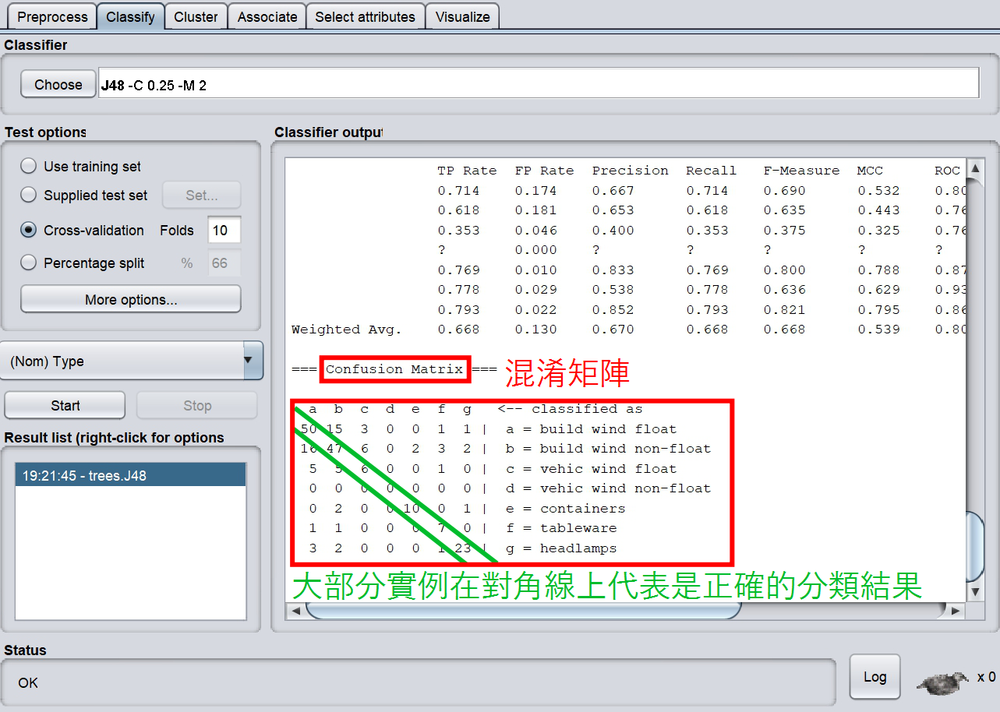 Preprocess Classify Cluster Associate Select attributes Visualize
Classifier
Choose J48 -C 0.25 -M 2
Test options
Use training set
Supplied test set Set...
Cross-validation Folds 10
Percentage split % 66
More options...
(Nom) Type
Start Stop
Result list (right-click for options
19:21:45 - trees.J48
Classifier output
TP Rate FP Rate Precision Recall F-Measure MCC ROC
0.714 0.174 0.667 0.714 0.690 0.532 0.80
0.618 0.181 0.653 0.618 0.635 0.443 0.76
0.353 0.046 0.400 0.353 0.375 0.325 0.76
? 0.000 ? ? ? ? ?
0.769 0.010 0.833 0.769 0.800 0.788 0.87
0.778 0.029 0.538 0.778 0.636 0.629 0.93
0.793 0.022 0.852 0.793 0.821 0.795 0.86
Weighted Avg. 0.668 0.130 0.670 0.668 0.668 0.539 0.80
=== Confusion Matrix === 混淆矩陣
a b c d e f g <-- classified as
50 15 3 0 0 1 1 | a = build wind float
16 47 6 0 2 3 2 | b = build wind non-float
5 5 6 0 0 1 0 | c = vehic wind float
0 0 0 0 0 0 0 | d = vehic wind non-float
0 2 0 0 10 0 1 | e = containers
1 1 0 0 0 7 0 | f = tableware
3 2 0 0 0 1 23 | g = headlamps
大部分實例在對角線上代表是正確的分類結果
Status
OK
Log
x 0